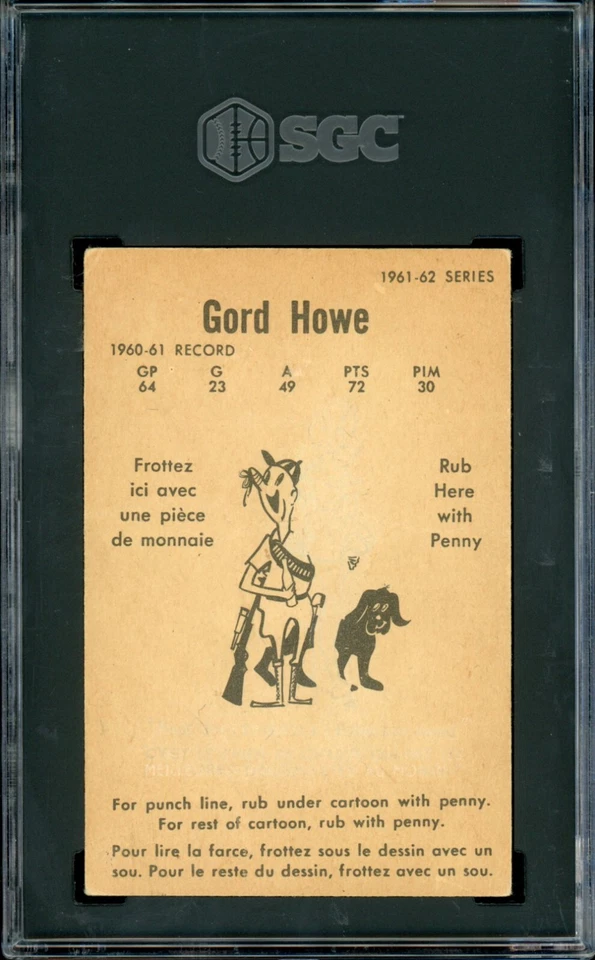 SGC
1961-62 SERIES
Gord Howe
1960-61 RECORD
GP G A PTS PIM
64 23 49 72 30
Frottez
ici avec
une pièce
de monnaie
Rub
Here
with
Penny
For punch line, rub under cartoon with penny.
For rest of cartoon, rub with penny.
Pour lire la farce, frottez sous le dessin avec un
sou. Pour le reste du dessin, frottez avec un sou.